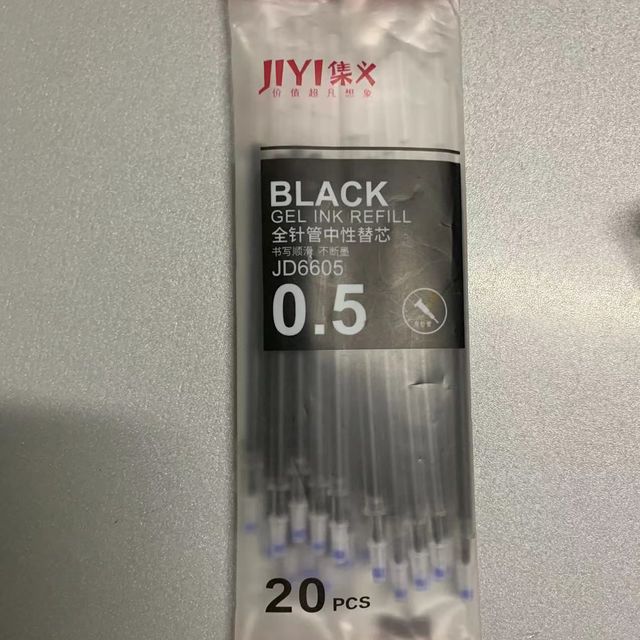 JIYI集义
价值超凡想象
BLACK
GEL INK REFILL
全针管中性替芯
书写顺滑 不断墨
JD6605
0.5
20 PCS